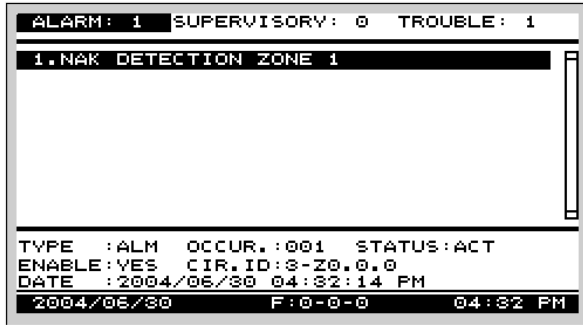 ALARM: 1 SUPERVISORY: 0 TROUBLE: 1
1.NAK DETECTION ZONE 1
TYPE :ALM OCCUR.:001 STATUS:ACT
ENABLE:YES CIR.ID:3-Z0.0.0
DATE :2004/06/30 04:32:14 PM
2004/06/30 F:0-0-0 04:32 PM